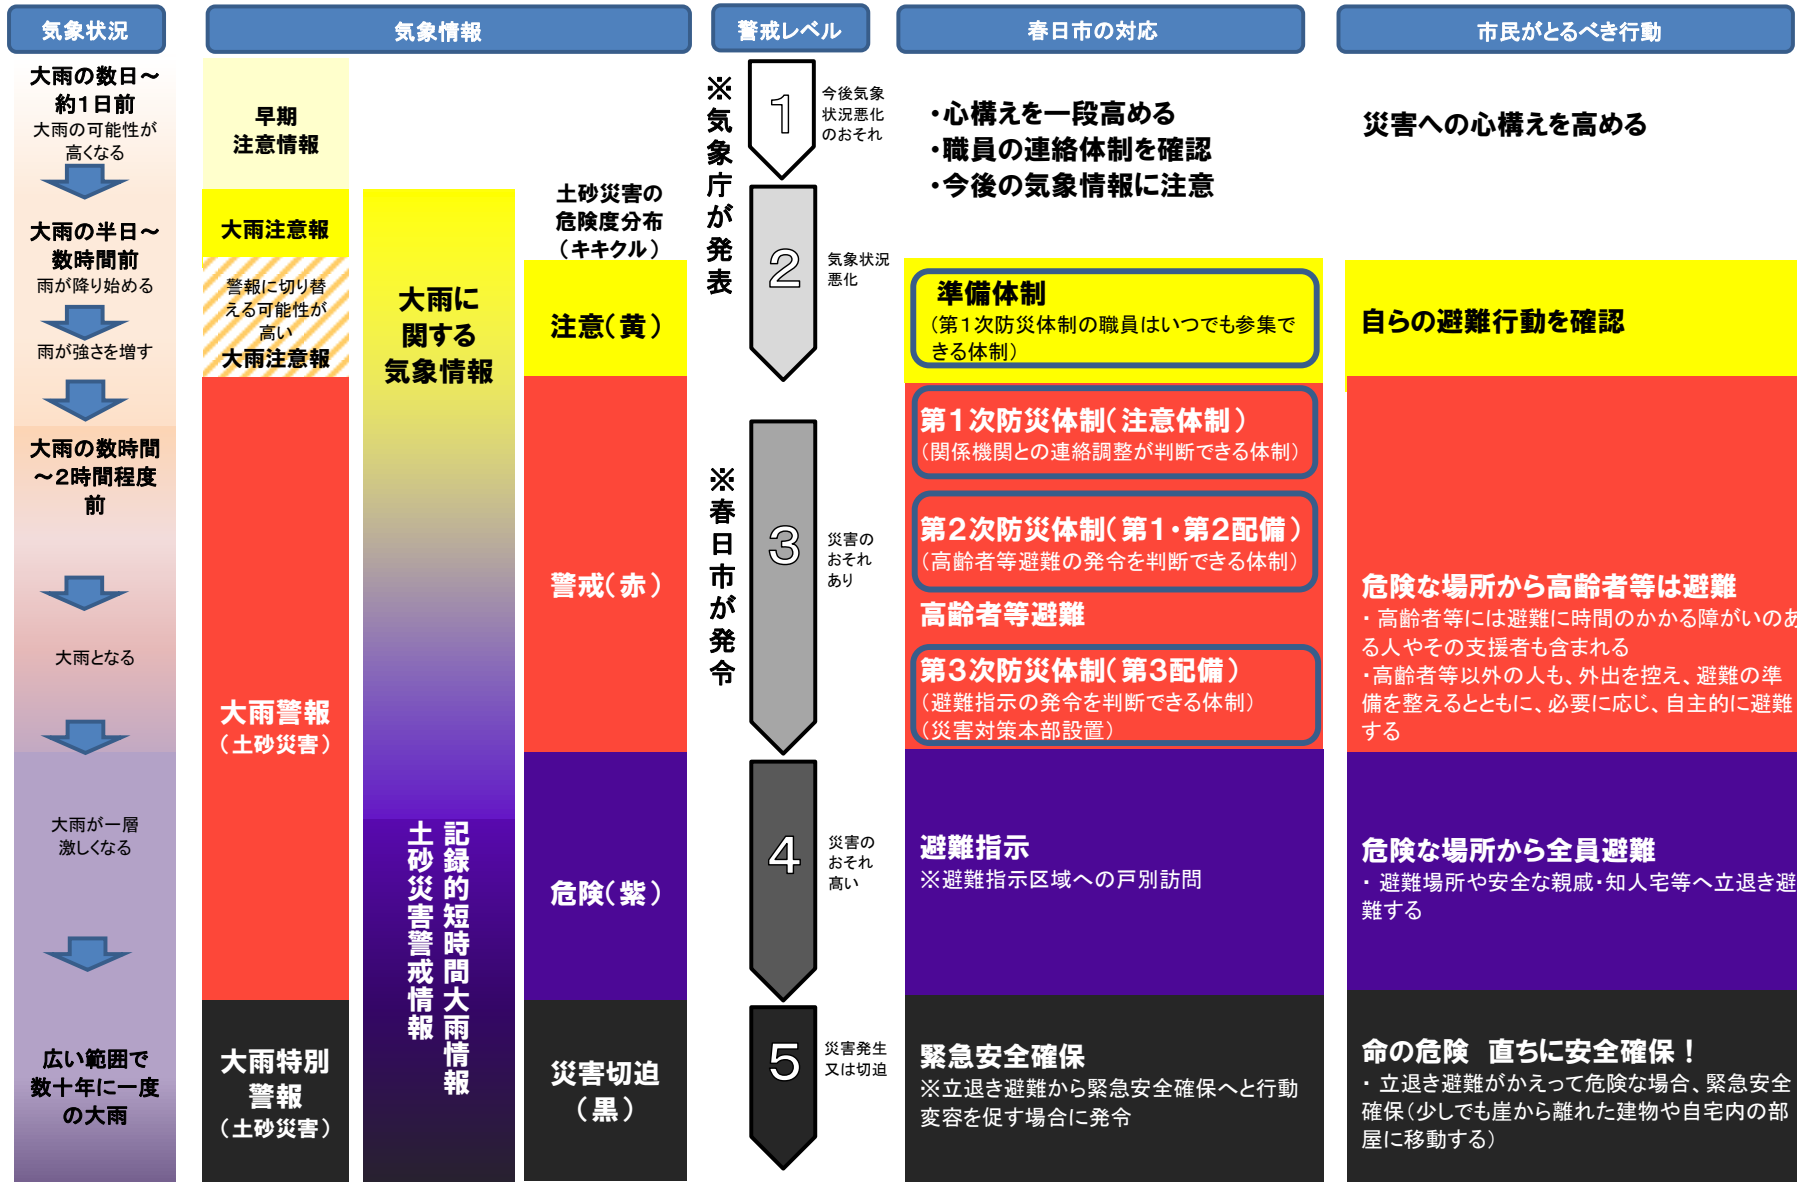 気象状況
気象情報
警戒レベル
春日市の対応
市民がとるべき行動
大雨の数日～
約1日前
大雨の可能性が
高くなる
大雨の半日～
数時間前
雨が降り始める
雨が強さを増す
大雨の数時間
～2時間程度
前
大雨となる
大雨が一層
激しくなる
広い範囲で
数十年に一度
の大雨
早期
注意情報
大雨注意報
警報に切り替
える可能性が
高い
大雨注意報
大雨警報
（土砂災害）
大雨特別
警報
（土砂災害）
大雨に
関する
気象情報
記録的短時間大雨情報
土砂災害警戒情報
土砂災害の
危険度分布
（キキクル）
注意（黄）
警戒（赤）
危険（紫）
災害切迫
（黒）
※気象庁が発表
※春日市が発令
1
今後気象
状況悪化
のおそれ
2
気象状況
悪化
3
災害の
おそれ
あり
4
災害の
おそれ
高い
5
災害発生
又は切迫
・心構えを一段高める
・職員の連絡体制を確認
・今後の気象情報に注意
準備体制
（第1次防災体制の職員はいつでも参集で
きる体制）
第1次防災体制（注意体制）
（関係機関との連絡調整が判断できる体制）
第2次防災体制（第1・第2配備）
（高齢者等避難の発令を判断できる体制）
高齢者等避難
第3次防災体制（第3配備）
（避難指示の発令を判断できる体制）
（災害対策本部設置）
避難指示
※避難指示区域への戸別訪問
緊急安全確保
※立退き避難から緊急安全確保へと行動
変容を促す場合に発令
災害への心構えを高める
自らの避難行動を確認
危険な場所から高齢者等は避難
・高齢者等には避難に時間のかかる障がいのあ
る人やその支援者も含まれる
・高齢者等以外の人も、外出を控え、避難の準
備を整えるとともに、必要に応じ、自主的に避難
する
危険な場所から全員避難
・避難場所や安全な親戚・知人宅等へ立退き避
難する
命の危険 直ちに安全確保！
・立退き避難がかえって危険な場合、緊急安全
確保（少しでも崖から離れた建物や自宅内の部
屋に移動する）